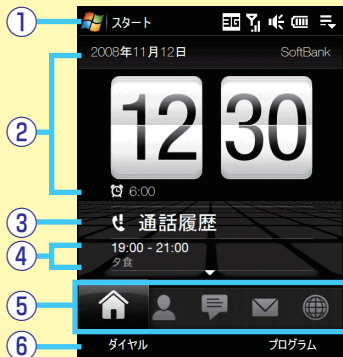 ① スタート 3G
② 2008年11月12日 SoftBank
12 30
6:00
③ 通話履歴
④ 19:00 - 21:00
夕食
⑤
⑥ ダイヤル プログラム